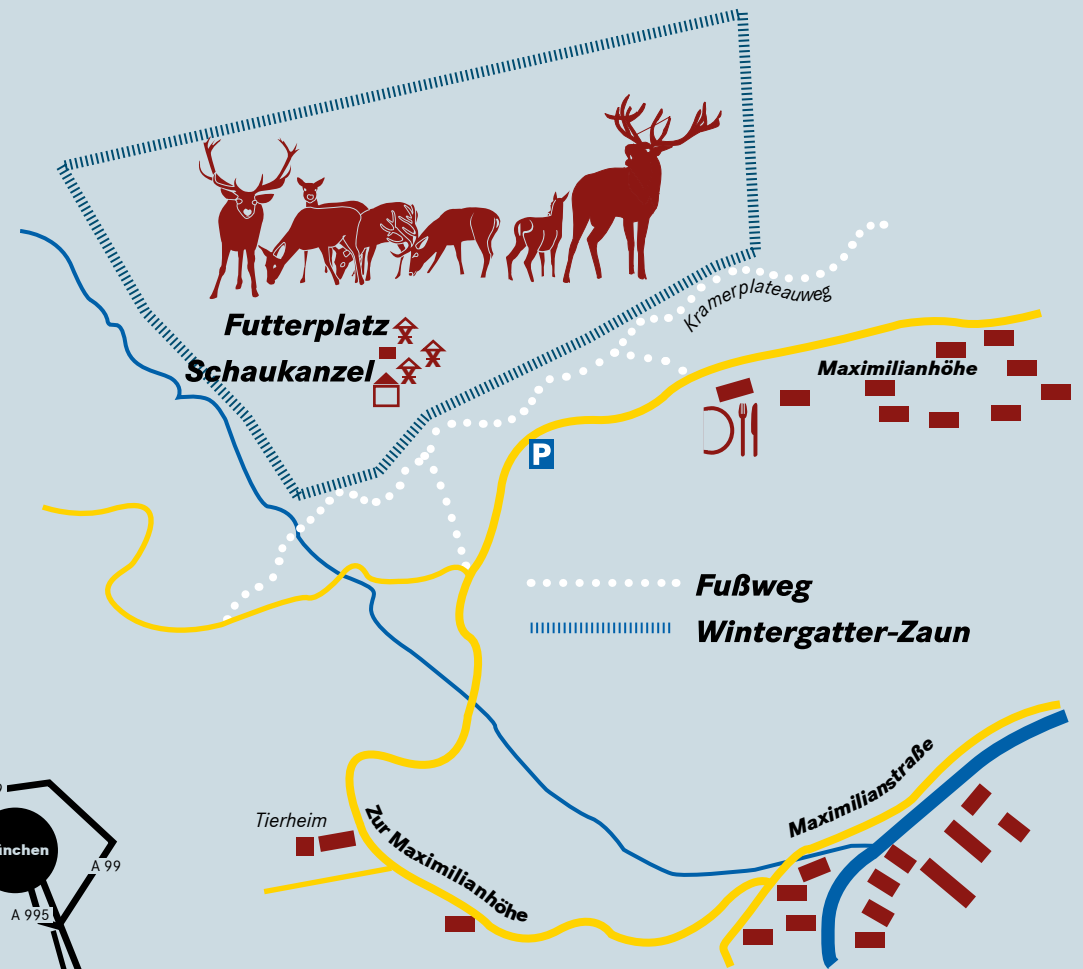 Futterplatz
Schaukanzel
Kramerplateauweg
Maximilianhöhe
P
Fußweg
Wintergatter-Zaun
Maximilianstraße
Tierheim
Zur Maximilianhöhe
A 99
A 995